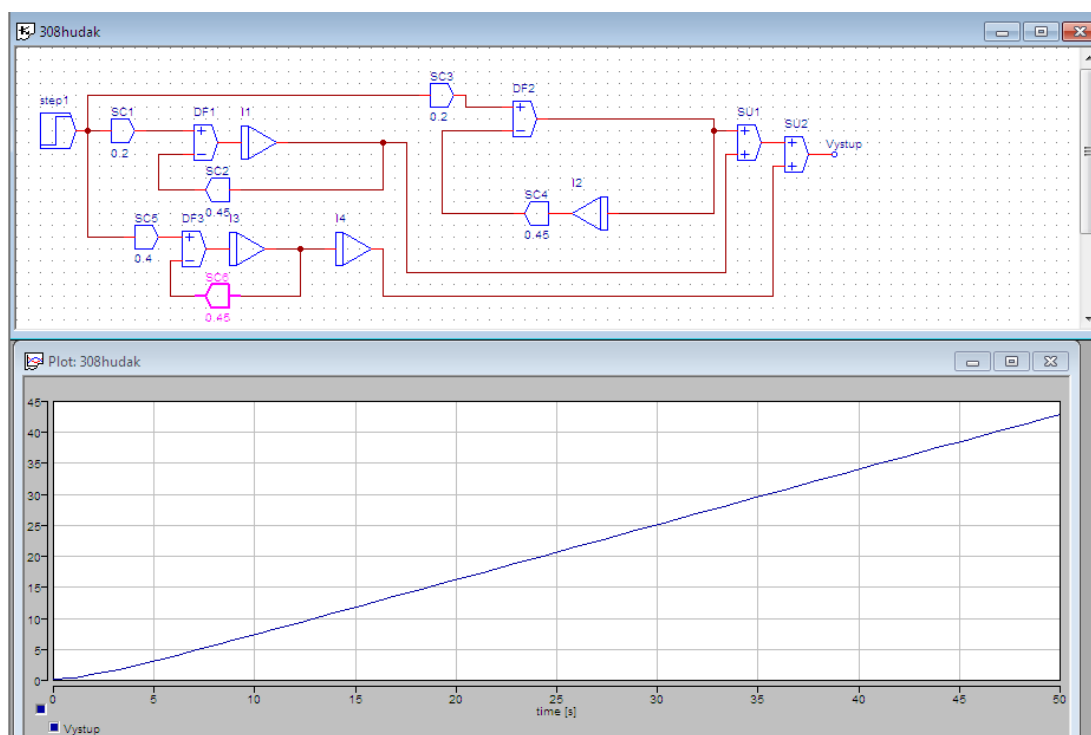 308hudak
step1
SC1
0.2
DF1
I1
SC2
0.45
SC3
0.2
DF2
SC4
0.45
I2
SU1
SU2
Vystup
SC5
0.4
DF3
I3
I4
SC6
0.45
Plot: 308hudak
45
40
35
30
25
20
15
10
5
0
0 5 10 15 20 25 30 35 40 45 50
time [s]
Vystup